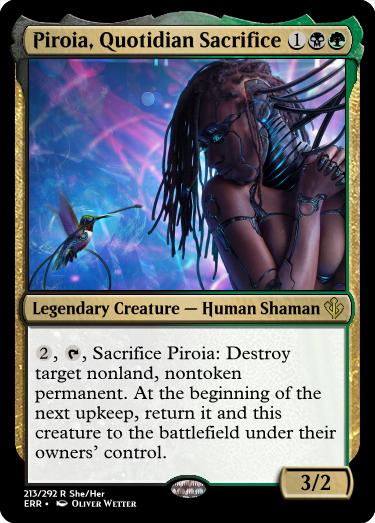 Piroia, Quotidian Sacrifice 1
Legendary Creature — Human Shaman
2, , Sacrifice Piroia: Destroy
target nonland, nontoken
permanent. At the beginning of the
next upkeep, return it and this
creature to the battlefield under their
owners' control.
3/2
213/292 R She/Her
ERR • Oliver Wetter